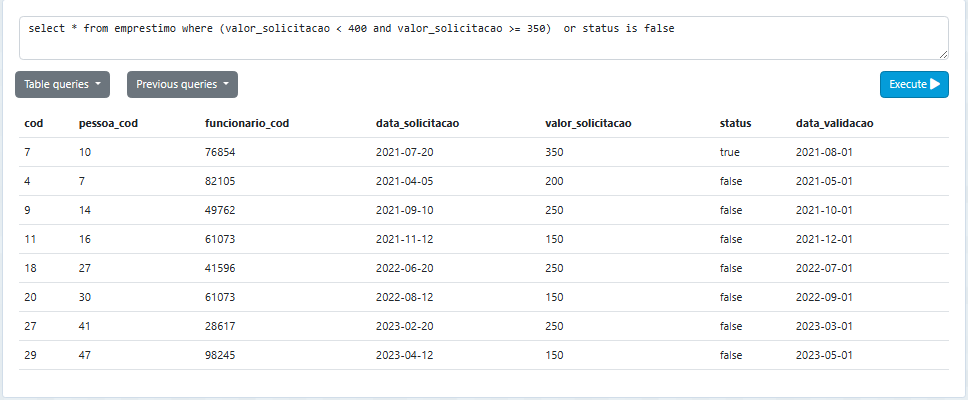 select * from emprestimo where (valor_solicitacao < 400 and valor_solicitacao >= 350)  or status is false
Table queries Previous queries Execute
cod pessoa_cod funcionario_cod data_solicitacao valor_solicitacao status data_validacao
7 10 76854 2021-07-20 350 true 2021-08-01
4 7 82105 2021-04-05 200 false 2021-05-01
9 14 49762 2021-09-10 250 false 2021-10-01
11 16 61073 2021-11-12 150 false 2021-12-01
18 27 41596 2022-06-20 250 false 2022-07-01
20 30 61073 2022-08-12 150 false 2022-09-01
27 41 28617 2023-02-20 250 false 2023-03-01
29 47 98245 2023-04-12 150 false 2023-05-01